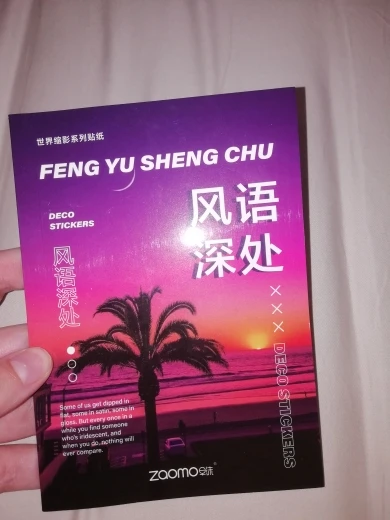 世界缩影系列贴纸
FENG YU SHENG CHU
风语
深处
DECO
STICKERS
风语深处
×××
DECO STICKERS
Some of us get dipped in
flat, some in satin, some in
gloss. But every once in a
while you find someone
who's iridescent, and
when you do, nothing will
ever compare.
zaomo